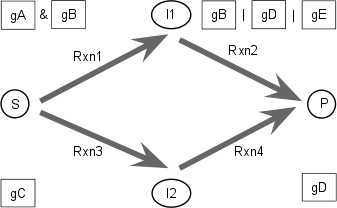 gA & gB I1 gB | gD | gE
Rxn1 Rxn2
S P
Rxn3 Rxn4
gC I2 gD